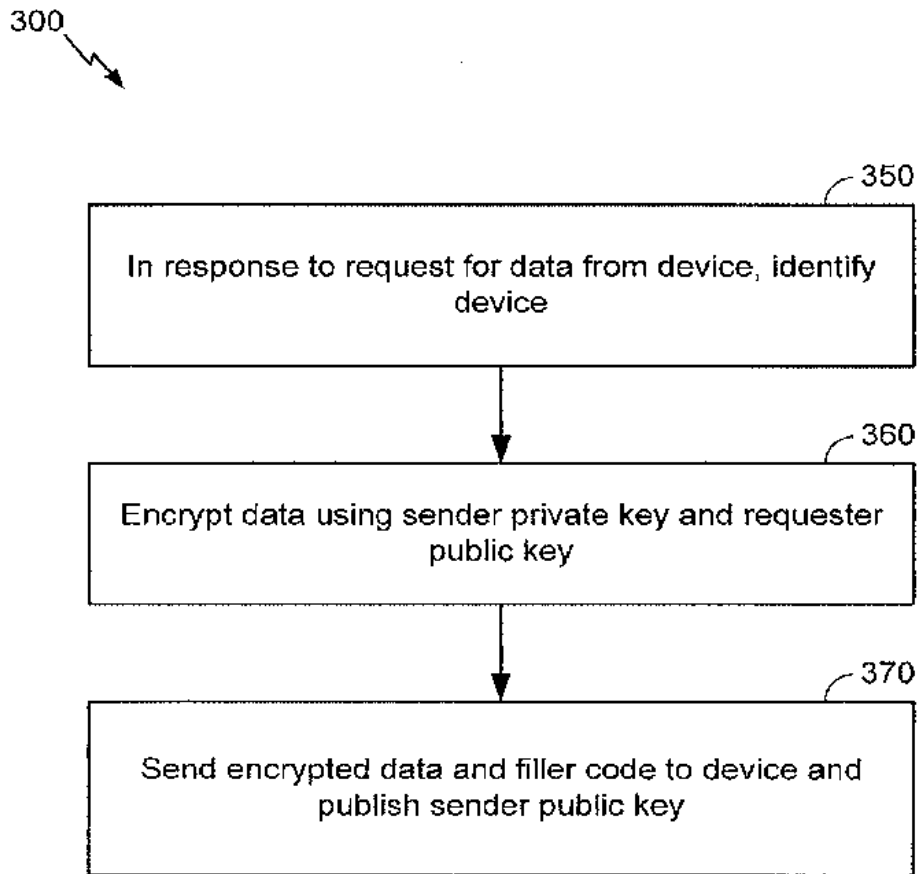 300
350
In response to request for data from device, identify
device
360
Encrypt data using sender private key and requester
public key
370
Send encrypted data and filler code to device and
publish sender public key